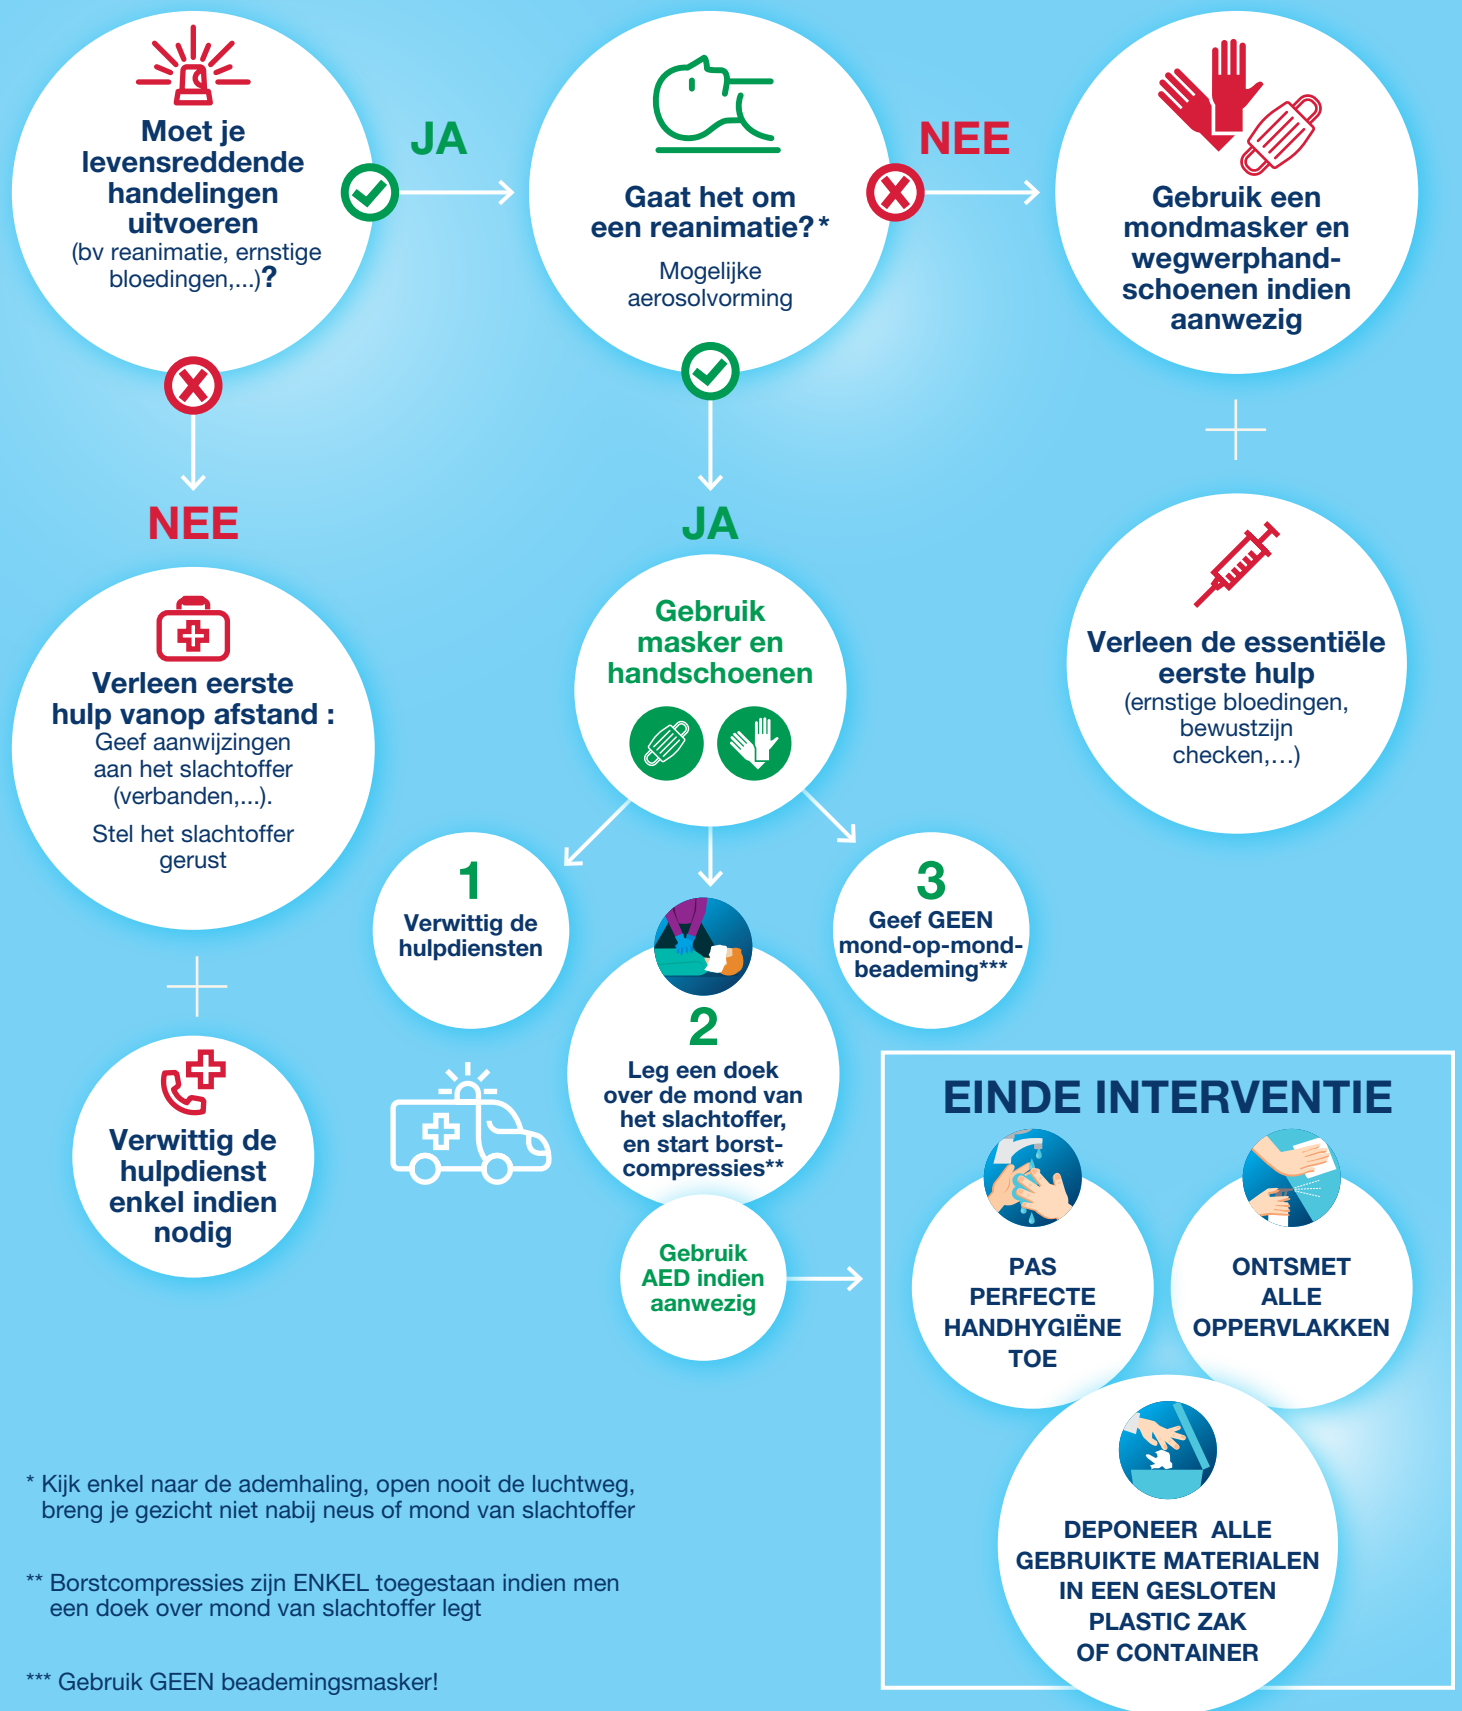 Moet je
levensreddende
handelingen
uitvoeren
(bv reanimatie, ernstige
bloedingen,...)?
JA
Gaat het om
een reanimatie?*
Mogelijke
aerosolvorming
NEE
Gebruik een
mondmasker en
wegwerphand-
schoenen indien
aanwezig
NEE
Verleen eerste
hulp vanop afstand :
Geef aanwijzingen
aan het slachtoffer
(verbanden,...).
Stel het slachtoffer
gerust
Verwittig de
hulpdienst
enkel indien
nodig
JA
Gebruik
masker en
handschoenen
1
Verwittig de
hulpdiensten
2
Leg een doek
over de mond van
het slachtoffer,
en start borst-
compressies**
Gebruik
AED indien
aanwezig
3
Geef GEEN
mond-op-mond-
beademing***
Verleen de essentiële
eerste hulp
(ernstige bloedingen,
bewustzijn
checken,...)
EINDE INTERVENTIE
PAS
PERFECTE
HANDHYGIËNE
TOE
ONTSMET
ALLE
OPPERVLAKKEN
DEPONEER ALLE
GEBRUIKTE MATERIALEN
IN EEN GESLOTEN
PLASTIC ZAK
OF CONTAINER
* Kijk enkel naar de ademhaling, open nooit de luchtweg,
breng je gezicht niet nabij neus of mond van slachtoffer
** Borstcompressies zijn ENKEL toegestaan indien men
een doek over mond van slachtoffer legt
*** Gebruik GEEN beademingsmasker!